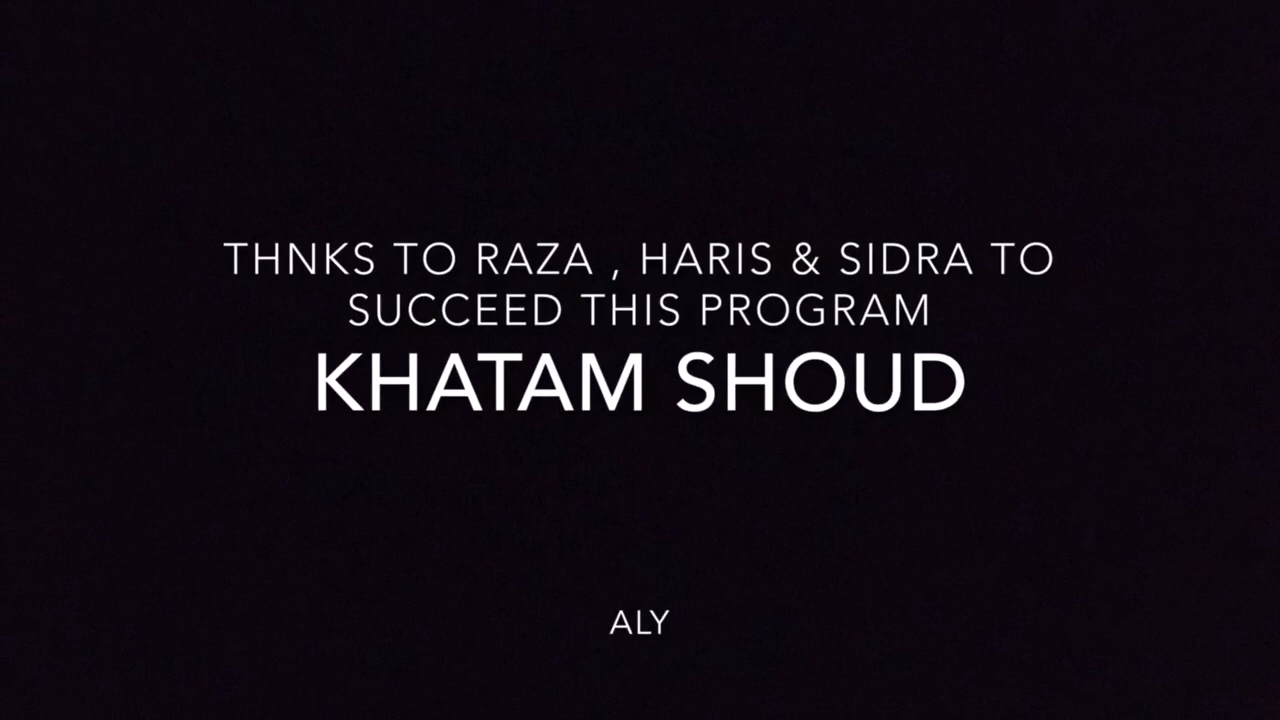 THNKS TO RAZA , HARIS & SIDRA TO
SUCCEED THIS PROGRAM
KHATAM SHOUD
ALY